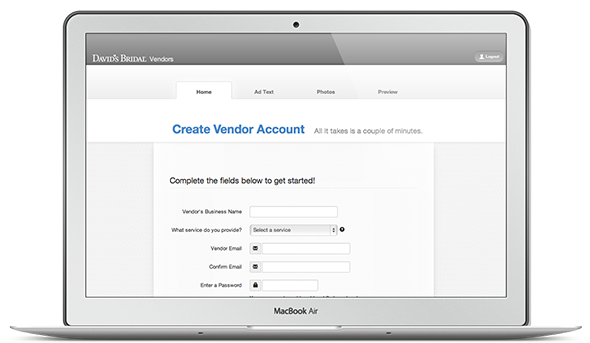 DAVID'S BRIDAL Vendors
Logout
Home Ad Text Photos Preview
Create Vendor Account All it takes is a couple of minutes.
Complete the fields below to get started!
Vendor's Business Name
What service do you provide? Select a service ?
Vendor Email
Confirm Email
Enter a Password
MacBook Air